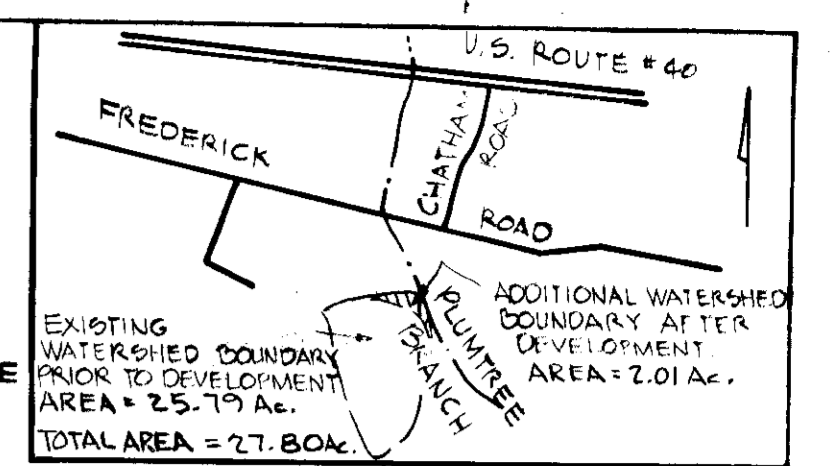 U.S. ROUTE #40
FREDERICK
CHATHAM
ROAD
ROAD
PLUMTREE
BRANCH
EXISTING
WATERSHED BOUNDARY
PRIOR TO DEVELOPMENT
AREA = 25.79 Ac.
TOTAL AREA = 27.80Ac.
ADDITIONAL WATERSHED
BOUNDARY AFTER
DEVELOPMENT.
AREA = 2.01 Ac.
E